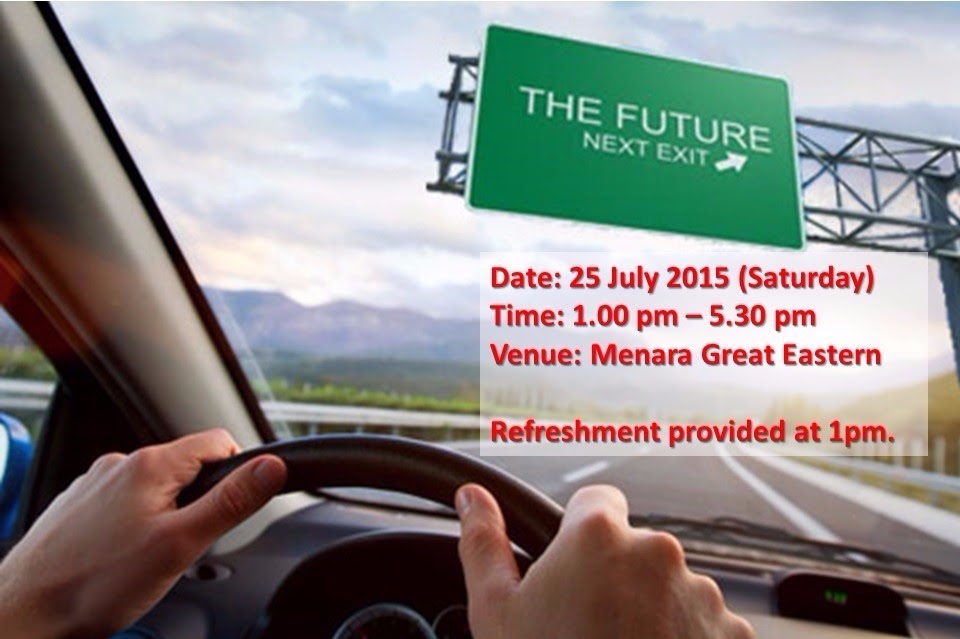 THE FUTURE
NEXT EXIT
Date: 25 July 2015 (Saturday)
Time: 1.00 pm – 5.30 pm
Venue: Menara Great Eastern
Refreshment provided at 1pm.